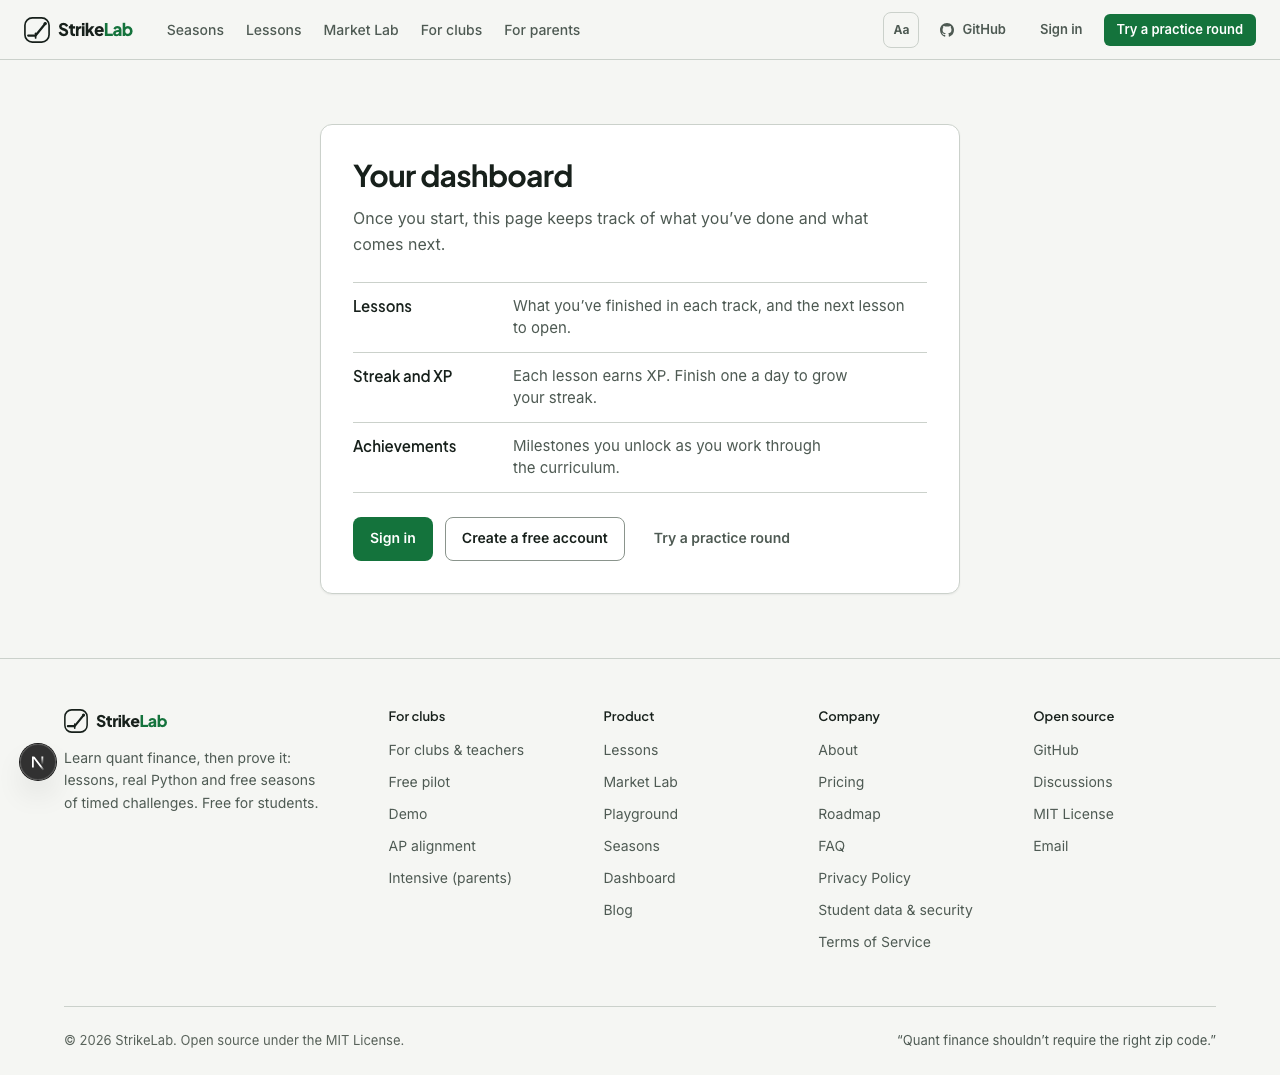 StrikeLab
Seasons
Lessons
Market Lab
For clubs
For parents
Aa
GitHub
Sign in
Try a practice round
Your dashboard
Once you start, this page keeps track of what you’ve done and what
comes next.
Lessons
What you’ve finished in each track, and the next lesson
to open.
Streak and XP
Each lesson earns XP. Finish one a day to grow
your streak.
Achievements
Milestones you unlock as you work through
the curriculum.
Sign in
Create a free account
Try a practice round
StrikeLab
N
Learn quant finance, then prove it:
lessons, real Python and free seasons
of timed challenges. Free for students.
For clubs
For clubs & teachers
Free pilot
Demo
AP alignment
Intensive (parents)
Product
Lessons
Market Lab
Playground
Seasons
Dashboard
Blog
Company
About
Pricing
Roadmap
FAQ
Privacy Policy
Student data & security
Terms of Service
Open source
GitHub
Discussions
MIT License
Email
© 2026 StrikeLab. Open source under the MIT License.
“Quant finance shouldn’t require the right zip code.”